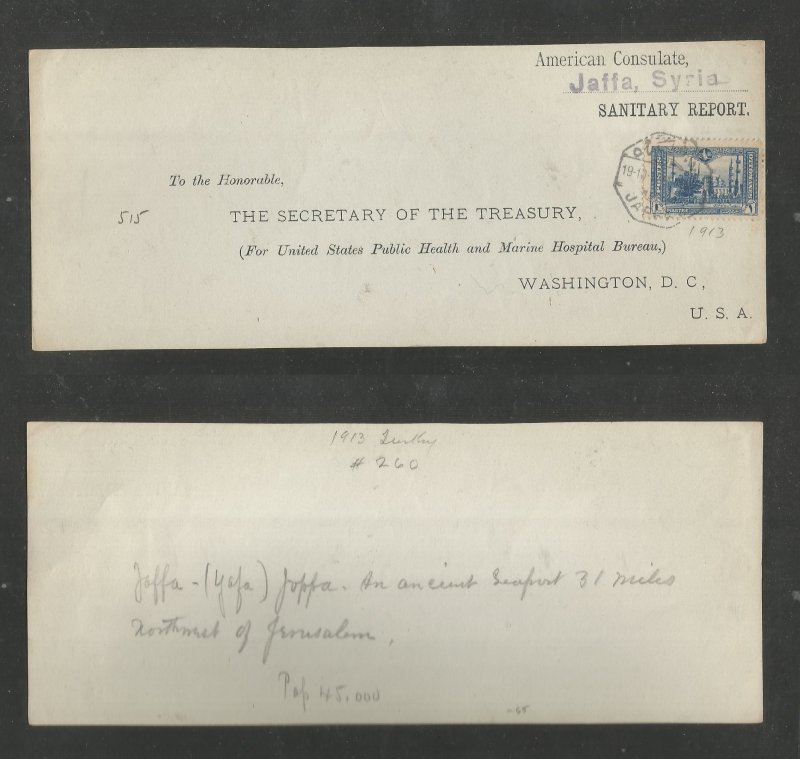 American Consulate,
Jaffa, Syria
SANITARY REPORT.
To the Honorable,
515
THE SECRETARY OF THE TREASURY,
1913
(For United States Public Health and Marine Hospital Bureau,)
WASHINGTON, D. C,
U. S. A.
1913 Turkey
# 260
Jaffa - (Yafa) Joppa - An ancient Seaport 31 miles
Northwest of Jerusalem,
Pop 45,000